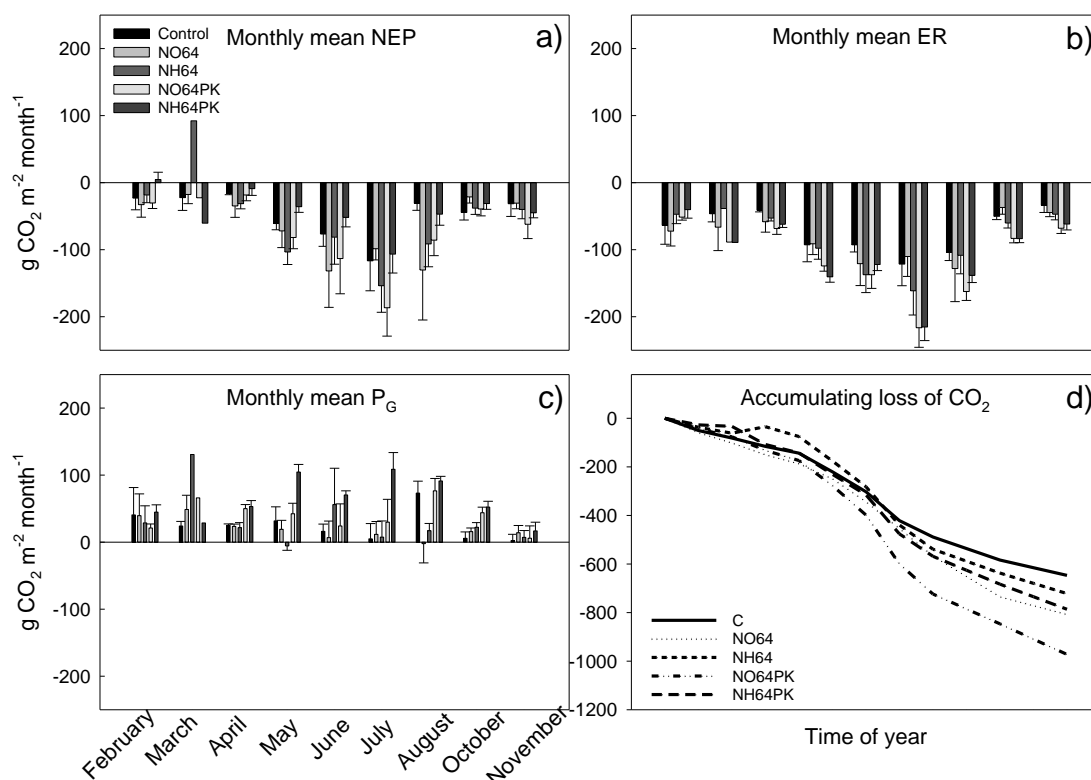 Monthly mean NEP
a)
Control
NO64
NH64
NO64PK
NH64PK
200
100
0
-100
-200
g CO2 m-2 month-1
Monthly mean ER
b)
200
100
0
-100
-200
Monthly mean PG
c)
200
100
0
-100
-200
g CO2 m-2 month-1
February
March
April
May
June
July
August
October
November
Accumulating loss of CO2
d)
0
-200
-400
-600
-800
-1000
-1200
C
NO64
NH64
NO64PK
NH64PK
Time of year